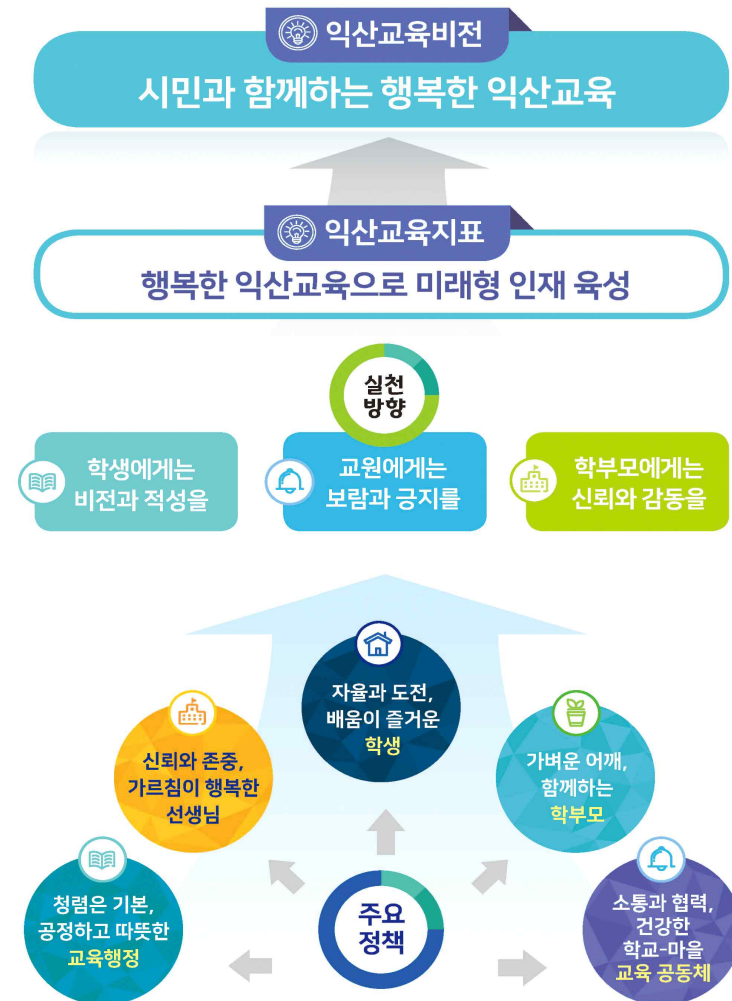 익산교육비전
시민과 함께하는 행복한 익산교육
익산교육지표
행복한 익산교육으로 미래형 인재 육성
실천
방향
학생에게는
비전과 적성을
교원에게는
보람과 긍지를
학부모에게는
신뢰와 감동을
자율과 도전,
배움이 즐거운
학생
신뢰와 존중,
가르침이 행복한
선생님
가벼운 어깨,
함께하는
학부모
청렴은 기본,
공정하고 따뜻한
교육행정
주요
정책
소통과 협력,
건강한
학교-마을
교육 공동체